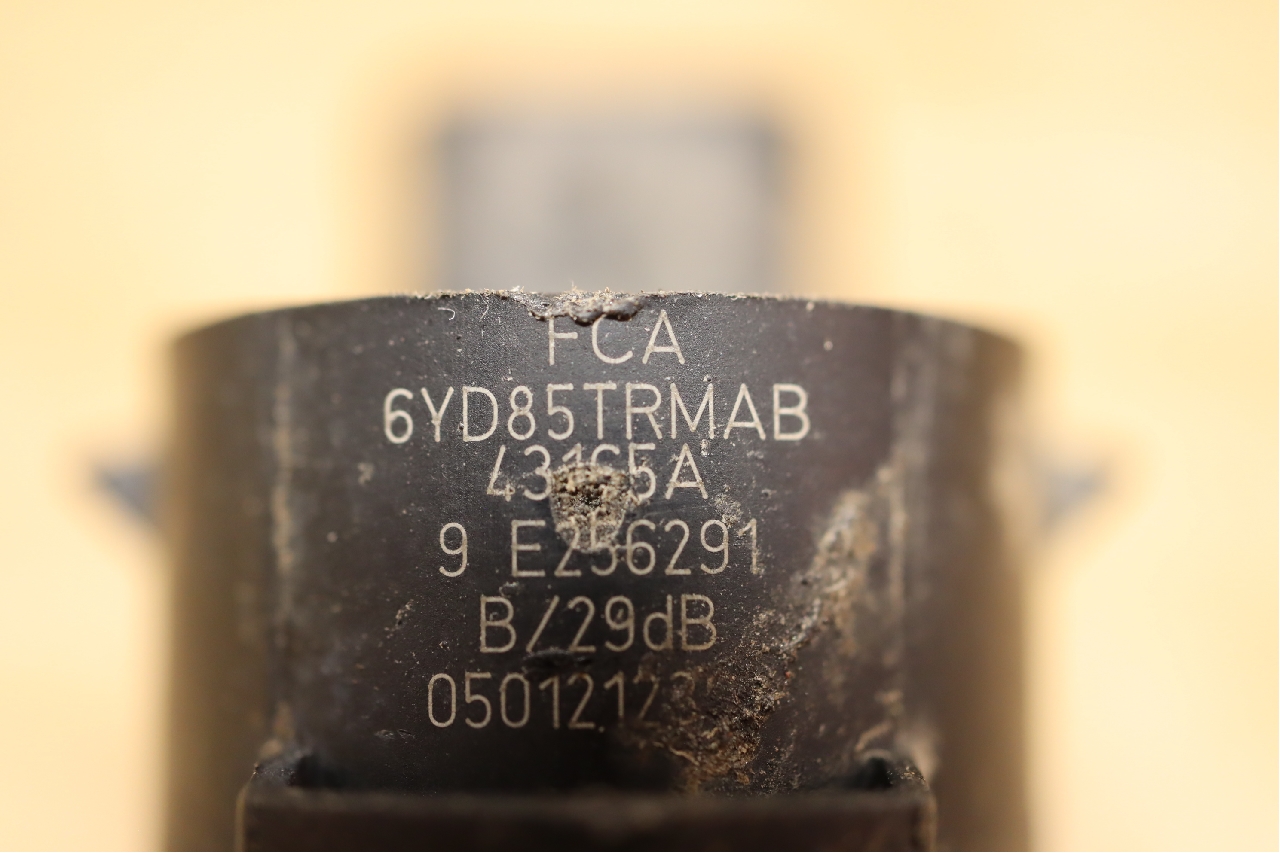 FCA
6YD85TRMAB
9 E256291
B/29dB